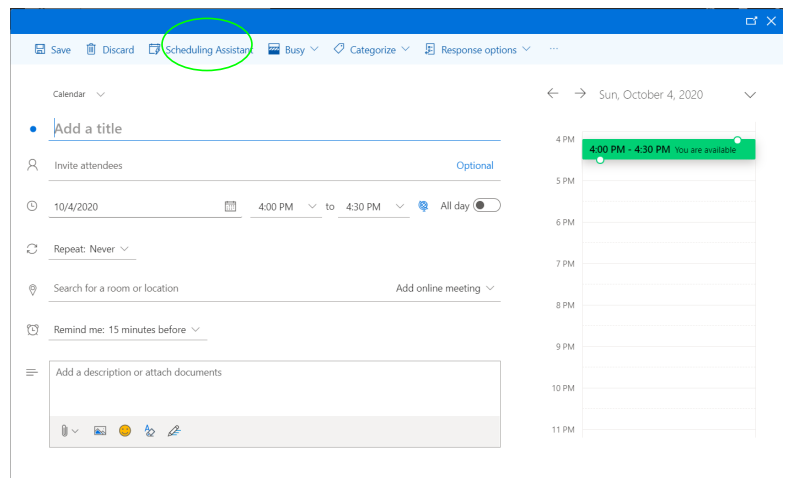 Save Discard Scheduling Assistant Busy Categorize Response options ...
Calendar
Sun, October 4, 2020
Add a title
Invite attendees Optional
10/4/2020 4:00 PM to 4:30 PM All day
Repeat: Never
Search for a room or location Add online meeting
Remind me: 15 minutes before
Add a description or attach documents
4 PM
4:00 PM - 4:30 PM You are available
5 PM
6 PM
7 PM
8 PM
9 PM
10 PM
11 PM